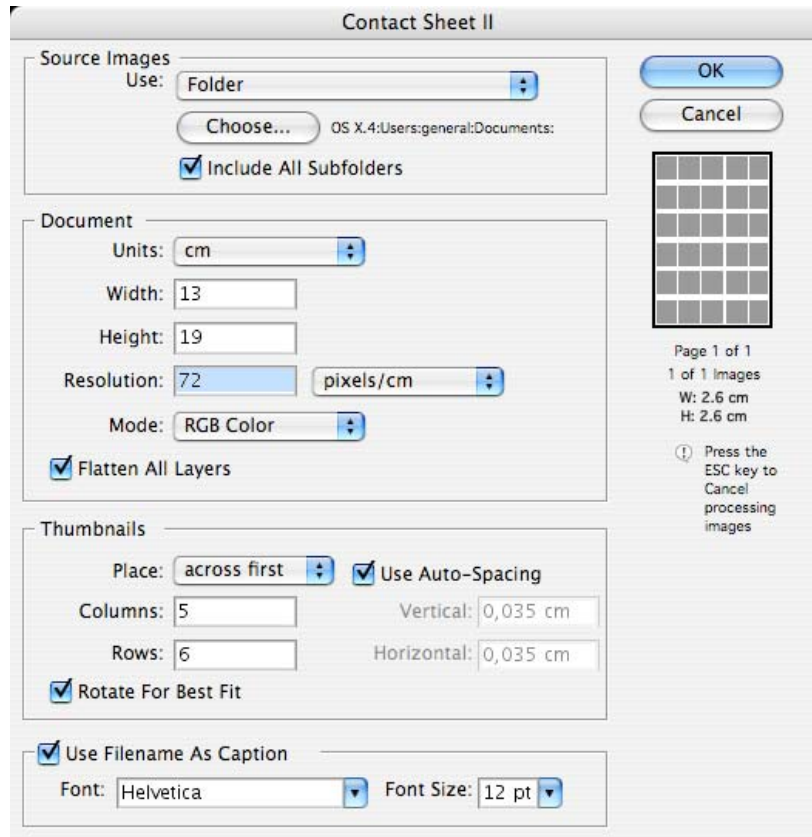 Contact Sheet II
Source Images
Use: Folder
Choose... OS X.4:Users:general:Documents:
Include All Subfolders
Document
Units: cm
Width: 13
Height: 19
Resolution: 72 pixels/cm
Mode: RGB Color
Flatten All Layers
Thumbnails
Place: across first Use Auto-Spacing
Columns: 5 Vertical: 0,035 cm
Rows: 6 Horizontal: 0,035 cm
Rotate For Best Fit
Use Filename As Caption
Font: Helvetica Font Size: 12 pt
OK
Cancel
Page 1 of 1
1 of 1 Images
W: 2.6 cm
H: 2.6 cm
Press the
ESC key to
Cancel
processing
images